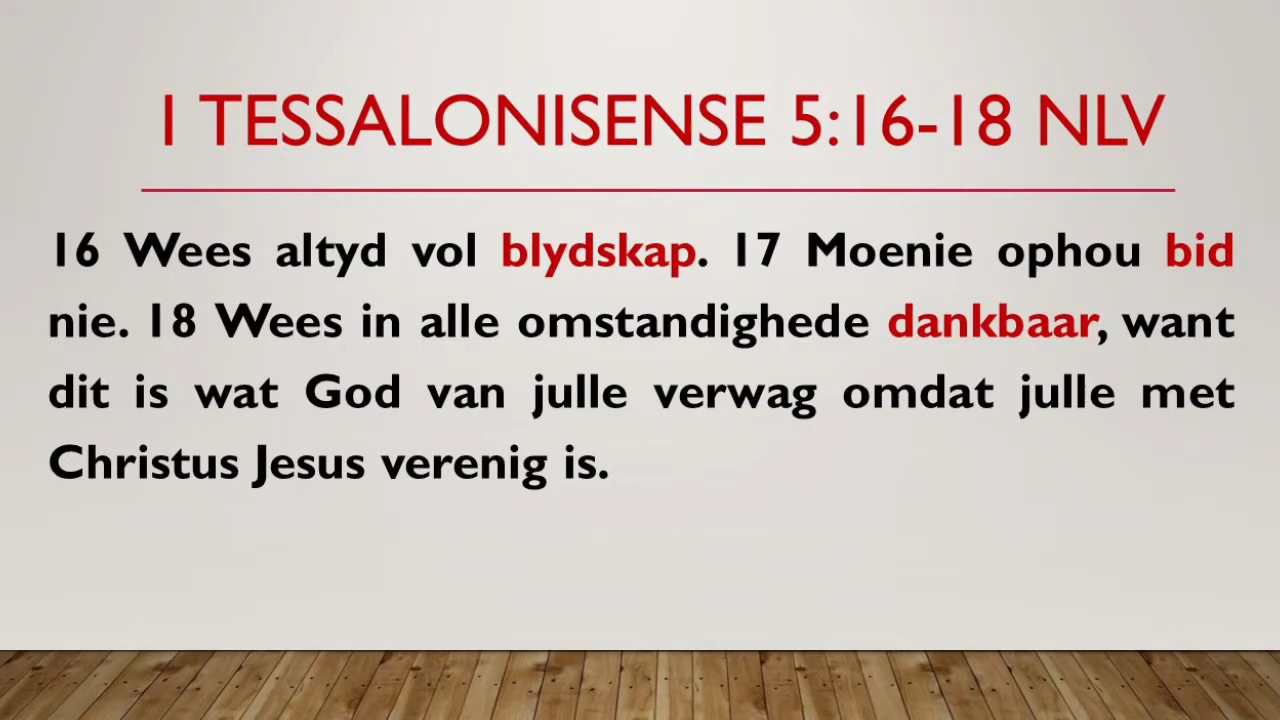 I TESSALONISENSE 5:16-18 NLV
16 Wees altyd vol blydskap. 17 Moenie ophou bid
nie. 18 Wees in alle omstandighede dankbaar, want
dit is wat God van julle verwag omdat julle met
Christus Jesus verenig is.